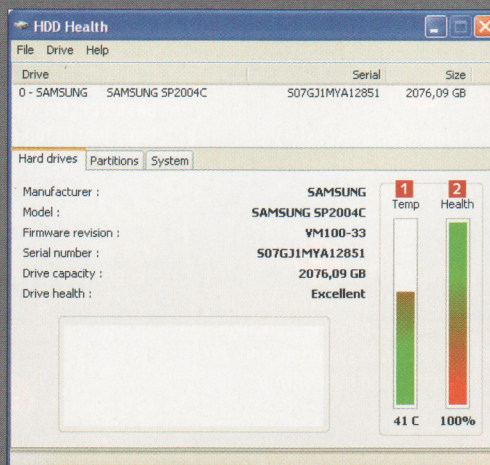 HDD Health
File Drive Help
Drive Serial Size
0 - SAMSUNG SAMSUNG SP2004C S07GJ1MYA12851 2076,09 GB
Hard drives Partitions System
Manufacturer : SAMSUNG
Model : SAMSUNG SP2004C
Firmware revision : ¥M100-33
Serial number : S07GJ1MYA12851
Drive capacity : 2076,09 GB
Drive health : Excellent
1 2
Temp Health
41 C 100%